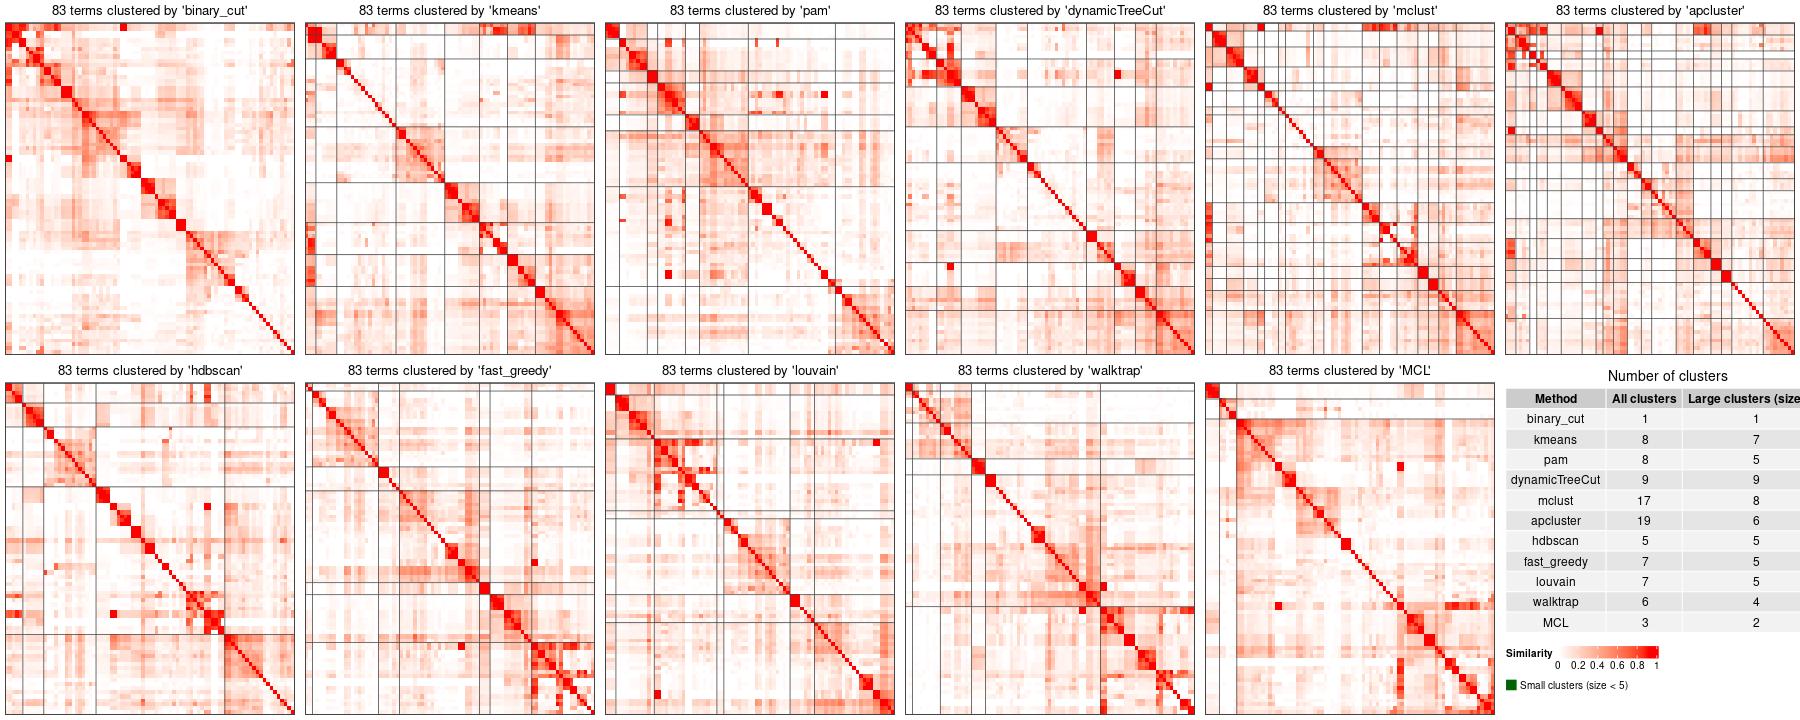 83 terms clustered by 'binary_cut'
83 terms clustered by 'kmeans'
83 terms clustered by 'pam'
83 terms clustered by 'dynamicTreeCut'
83 terms clustered by 'mclust'
83 terms clustered by 'apcluster'
83 terms clustered by 'hdbscan'
83 terms clustered by 'fast_greedy'
83 terms clustered by 'louvain'
83 terms clustered by 'walktrap'
83 terms clustered by 'MCL'
Number of clusters
Method All clusters Large clusters (size
binary_cut 1 1
kmeans 8 7
pam 8 5
dynamicTreeCut 9 9
mclust 17 8
apcluster 19 6
hdbscan 5 5
fast_greedy 7 5
louvain 7 5
walktrap 6 4
MCL 3 2
Similarity
0 0.2 0.4 0.6 0.8 1
Small clusters (size < 5)